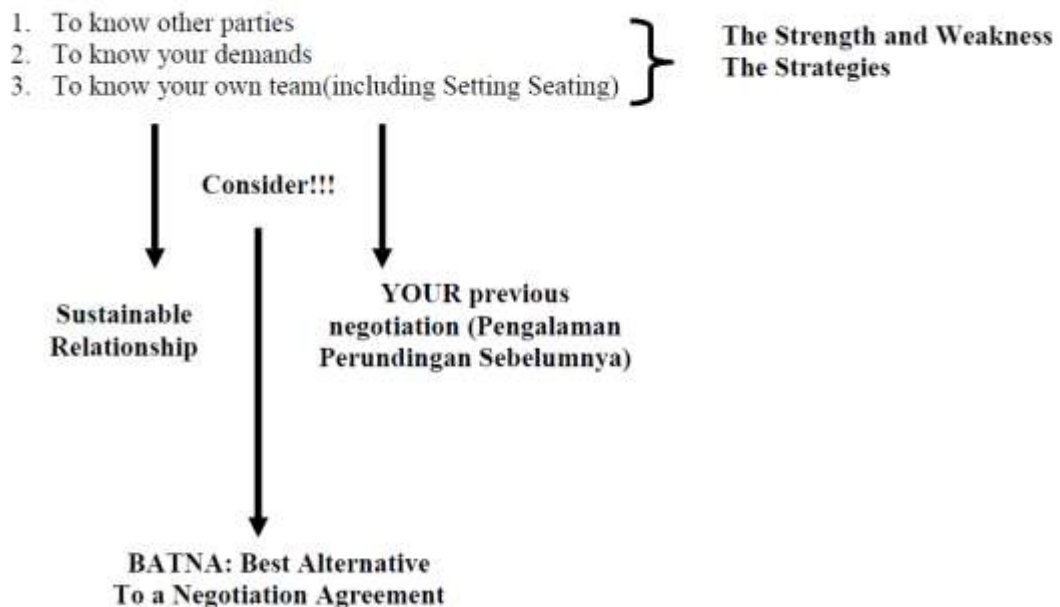 1. To know other parties
2. To know your demands
3. To know your own team(including Setting Seating)
The Strength and Weakness
The Strategies
Consider!!!
Sustainable
Relationship
YOUR previous
negotiation (Pengalaman
Perundingan Sebelumnya)
BATNA: Best Alternative
To a Negotiation Agreement